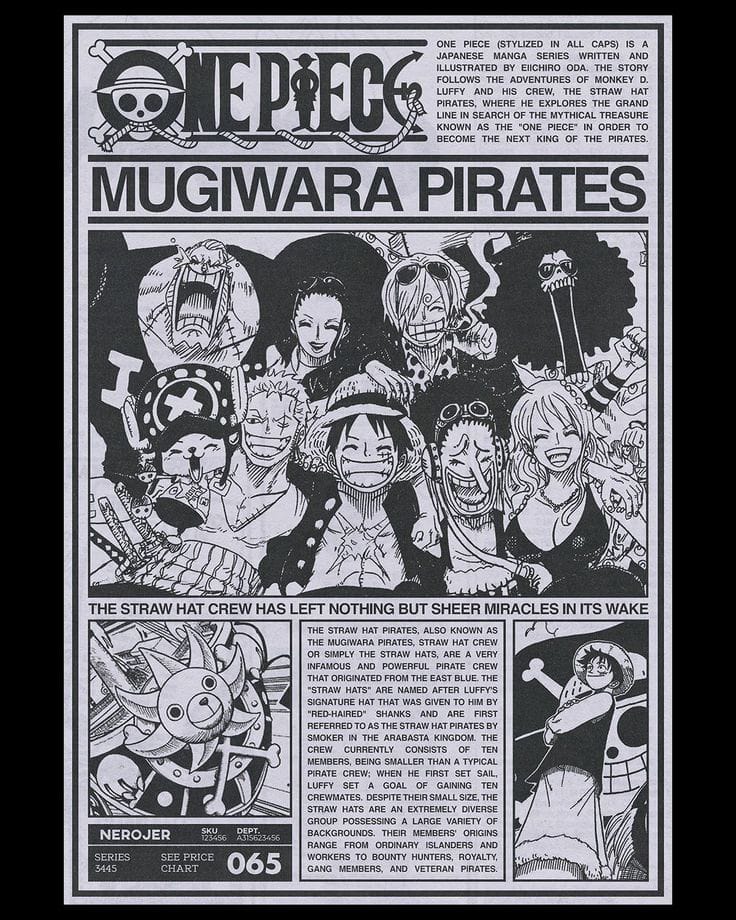 ONE PIECE
ONE PIECE (STYLIZED IN ALL CAPS) IS A
JAPANESE MANGA SERIES WRITTEN AND
ILLUSTRATED BY EIICHIRO ODA. THE STORY
FOLLOWS THE ADVENTURES OF MONKEY D.
LUFFY AND HIS CREW, THE STRAW HAT
PIRATES, WHERE HE EXPLORES THE GRAND
LINE IN SEARCH OF THE MYTHICAL TREASURE
KNOWN AS THE "ONE PIECE" IN ORDER TO
BECOME THE NEXT KING OF THE PIRATES.
MUGIWARA PIRATES
THE STRAW HAT CREW HAS LEFT NOTHING BUT SHEER MIRACLES IN ITS WAKE
THE STRAW HAT PIRATES, ALSO KNOWN AS
THE MUGIWARA PIRATES, STRAW HAT CREW
OR SIMPLY THE STRAW HATS, ARE A VERY
INFAMOUS AND POWERFUL PIRATE CREW
THAT ORIGINATED FROM THE EAST BLUE. THE
"STRAW HATS" ARE NAMED AFTER LUFFY'S
SIGNATURE HAT THAT WAS GIVEN TO HIM BY
"RED-HAIRED" SHANKS AND ARE FIRST
REFERRED TO AS THE STRAW HAT PIRATES BY
SMOKER IN THE ARABASTA KINGDOM. THE
CREW CURRENTLY CONSISTS OF TEN
MEMBERS, BEING SMALLER THAN A TYPICAL
PIRATE CREW; WHEN HE FIRST SET SAIL,
LUFFY SET A GOAL OF GAINING TEN
CREWMATES. DESPITE THEIR SMALL SIZE, THE
STRAW HATS ARE AN EXTREMELY DIVERSE
GROUP POSSESSING A LARGE VARIETY OF
BACKGROUNDS. THEIR MEMBERS' ORIGINS
RANGE FROM ORDINARY ISLANDERS AND
WORKERS TO BOUNTY HUNTERS, ROYALTY,
GANG MEMBERS, AND VETERAN PIRATES.
NEROJER
SKU
123456
DEPT.
A315623456
SERIES
3445
SEE PRICE
CHART
065